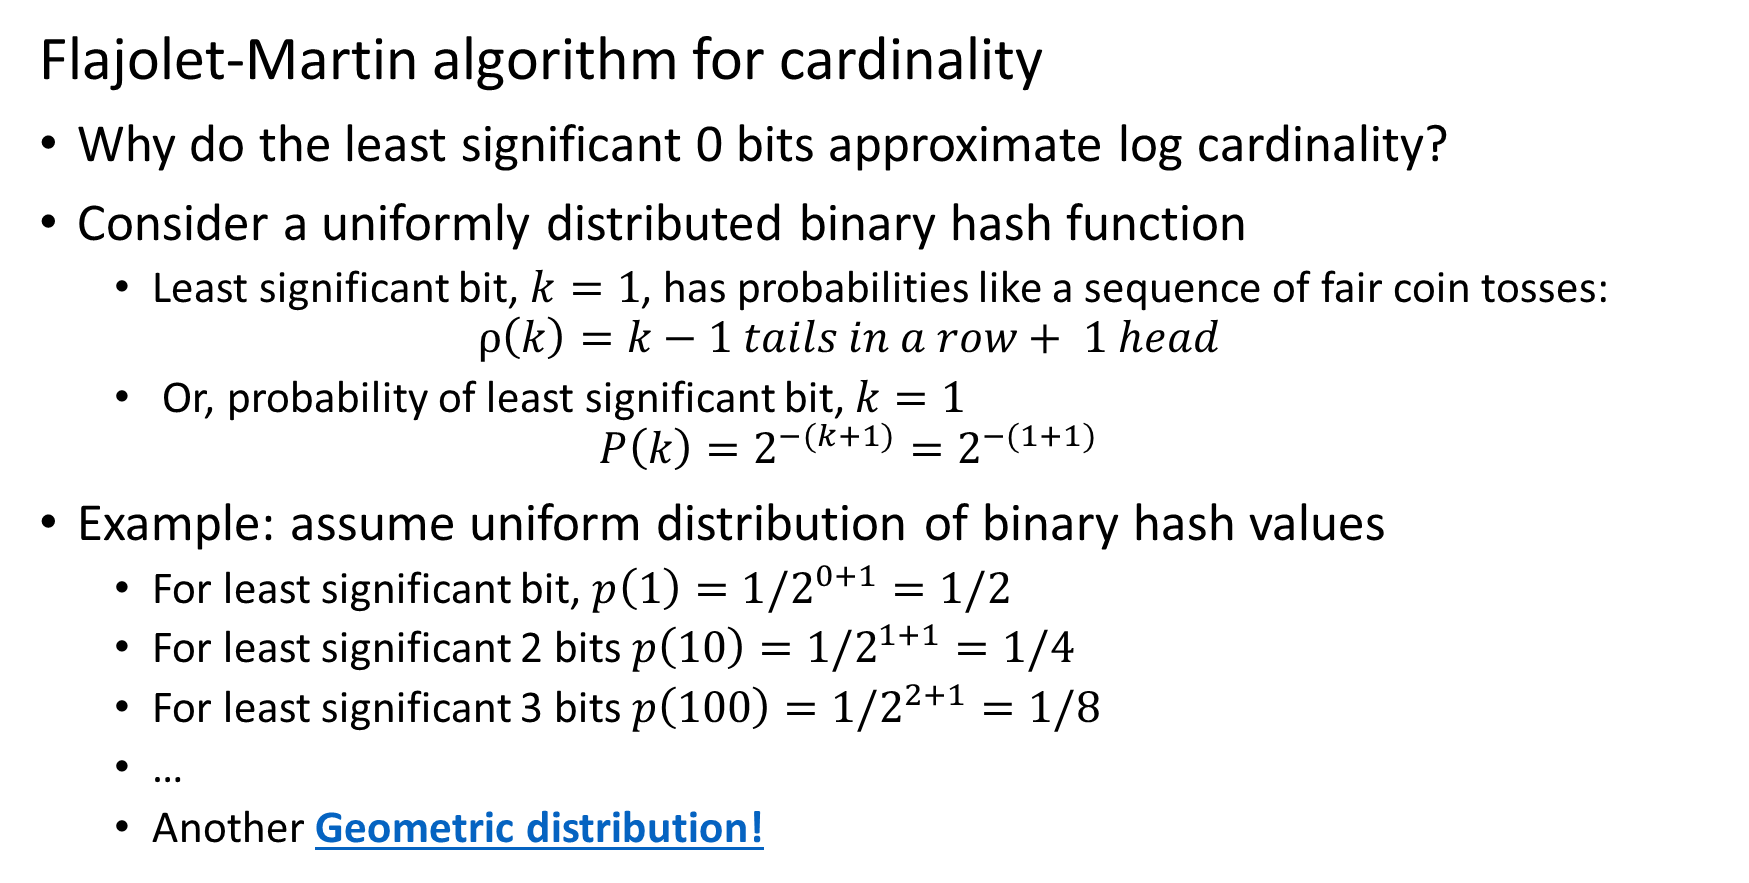 Flajolet-Martin algorithm for cardinality
• Why do the least significant 0 bits approximate log cardinality?
• Consider a uniformly distributed binary hash function
• Least significant bit, k = 1, has probabilities like a sequence of fair coin tosses:
ρ(k) = k − 1 tails in a row + 1 head
• Or, probability of least significant bit, k = 1
P(k) = 2^{−(k+1)} = 2^{−(1+1)}
• Example: assume uniform distribution of binary hash values
• For least significant bit, p(1) = 1/2^{0+1} = 1/2
• For least significant 2 bits p(10) = 1/2^{1+1} = 1/4
• For least significant 3 bits p(100) = 1/2^{2+1} = 1/8
• …
• Another Geometric distribution!